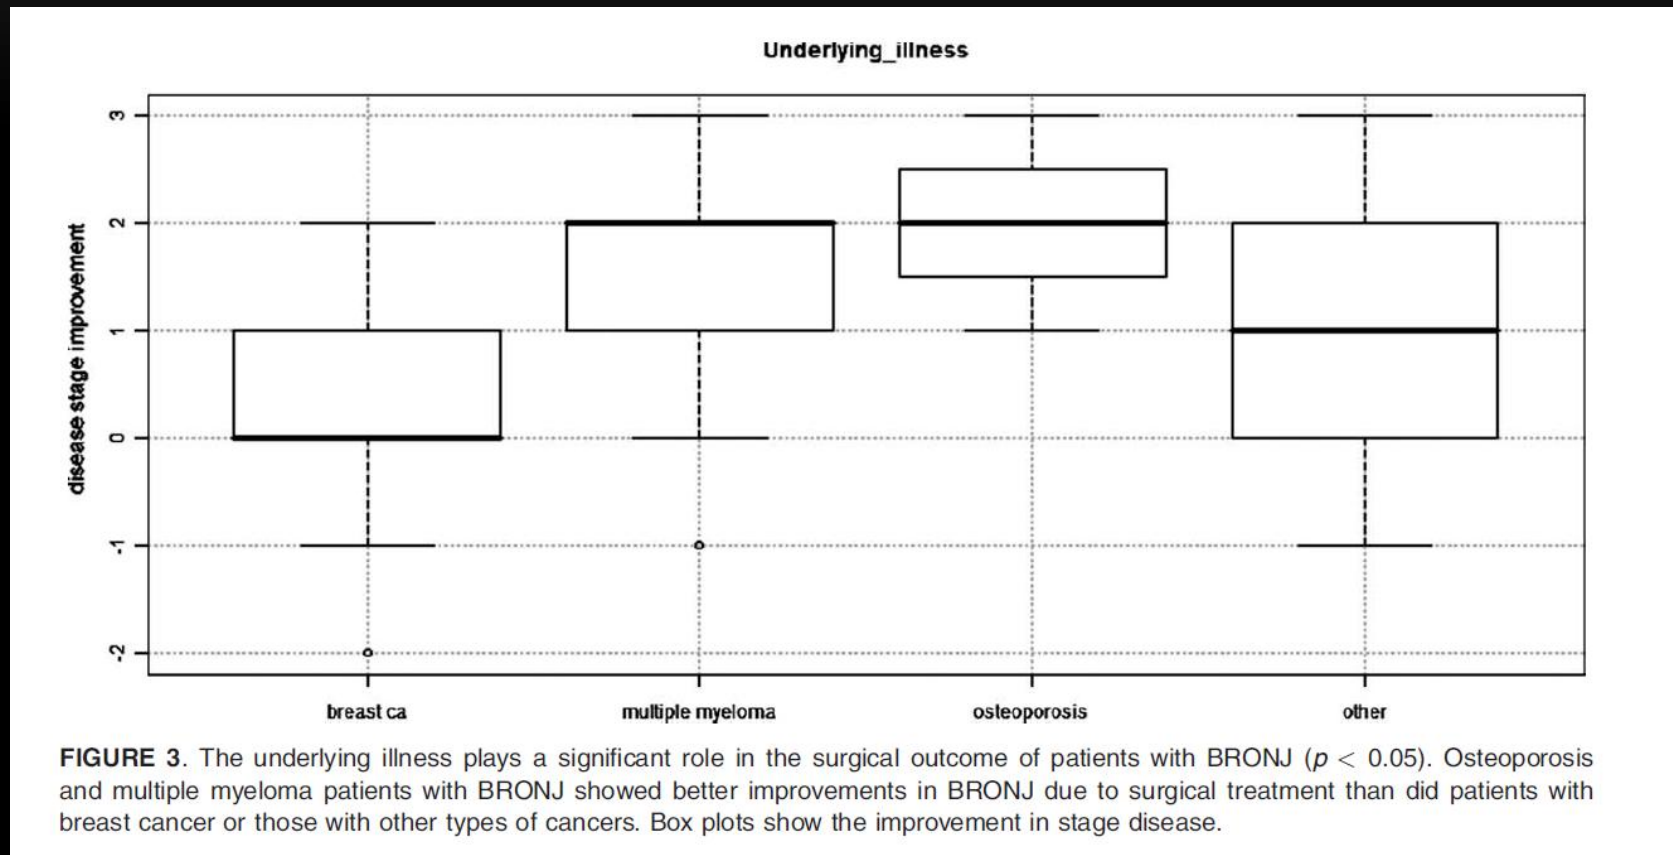 Underlying_illness
disease stage improvement
3
2
1
0
-1
-2
breast ca
multiple myeloma
osteoporosis
other
FIGURE 3. The underlying illness plays a significant role in the surgical outcome of patients with BRONJ (p < 0.05). Osteoporosis
and multiple myeloma patients with BRONJ showed better improvements in BRONJ due to surgical treatment than did patients with
breast cancer or those with other types of cancers. Box plots show the improvement in stage disease.